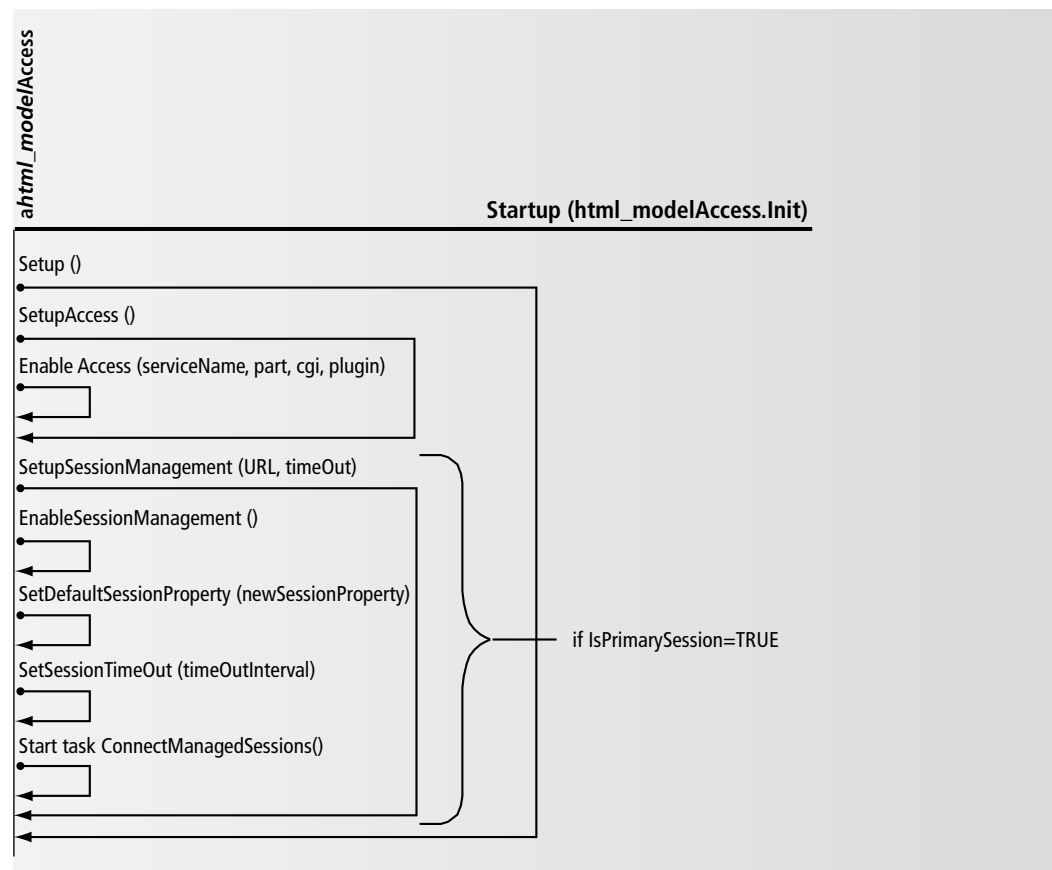 ahtml_modelAccess
Startup (html_modelAccess.Init)
Setup ()
SetupAccess ()
Enable Access (serviceName, part, cgi, plugin)
SetupSessionManagement (URL, timeOut)
EnableSessionManagement ()
SetDefaultSessionProperty (newSessionProperty)
if IsPrimarySession=TRUE
SetSessionTimeOut (timeOutInterval)
Start task ConnectManagedSessions()